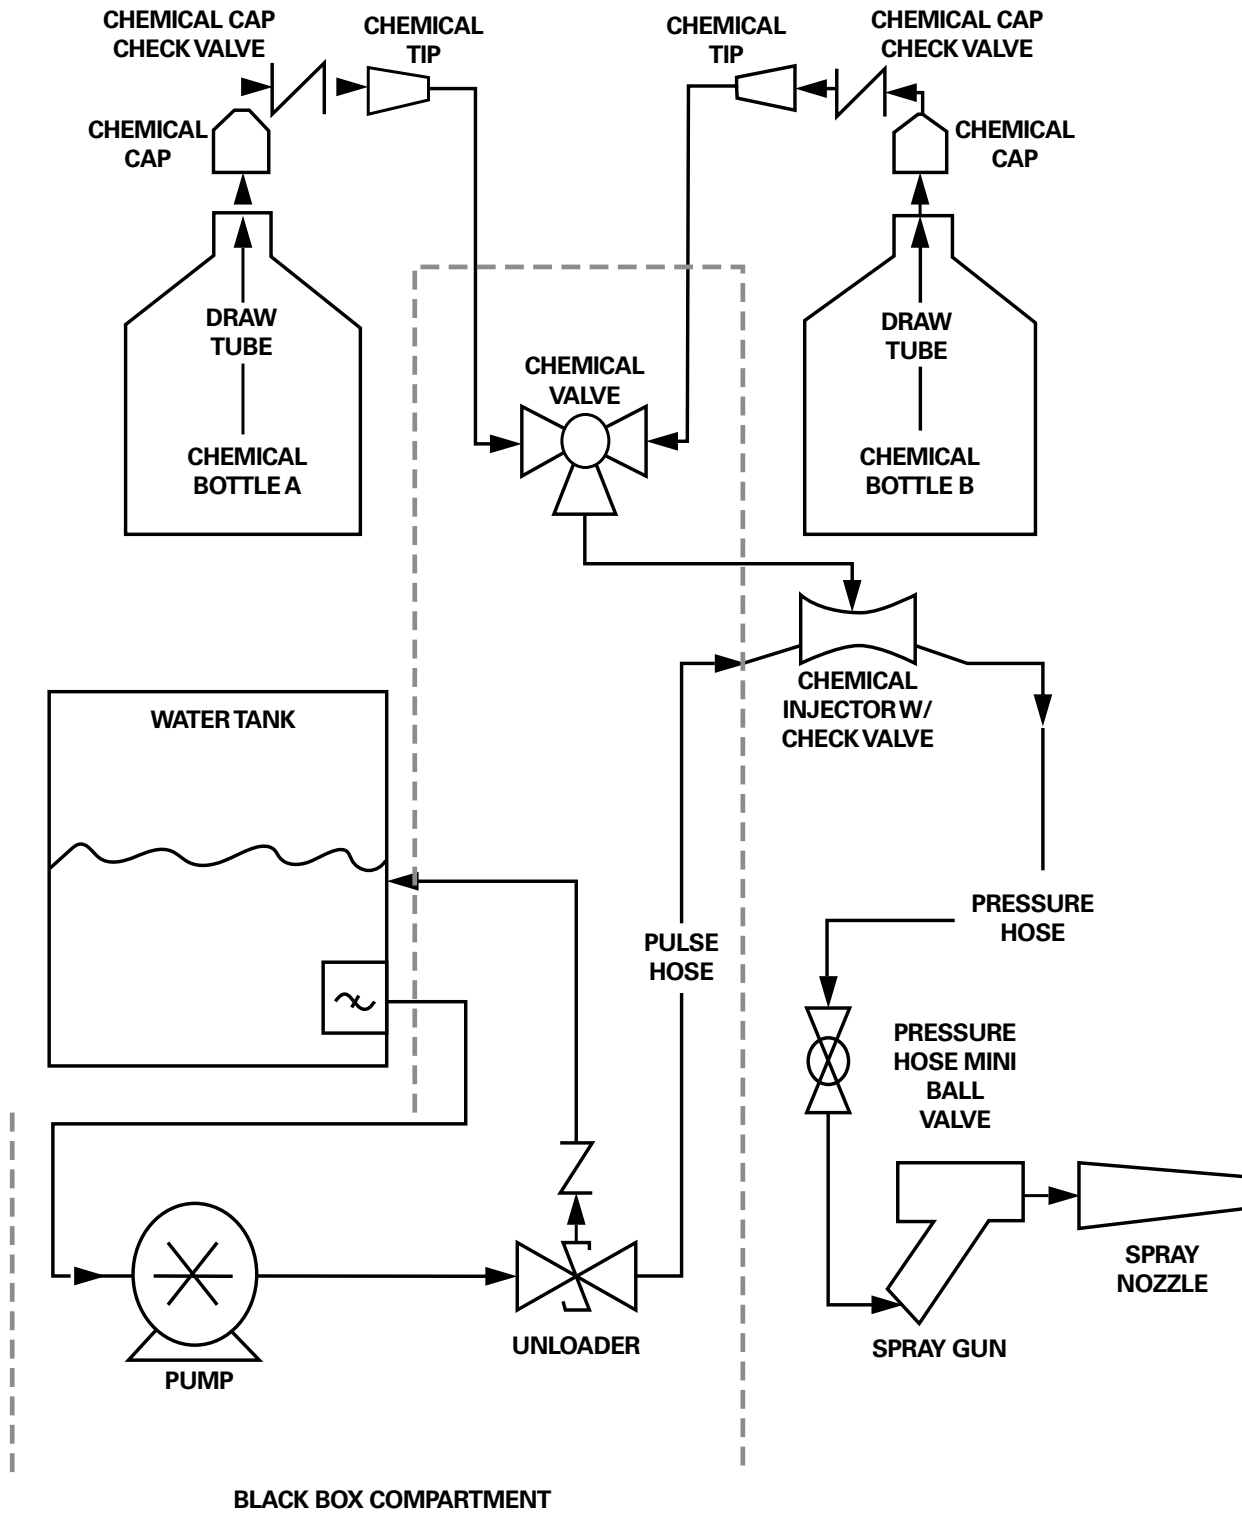 CHEMICAL CAP
CHECK VALVE
CHEMICAL
TIP
CHEMICAL
TIP
CHEMICAL CAP
CHECK VALVE
CHEMICAL
CAP
CHEMICAL
CAP
DRAW
TUBE
DRAW
TUBE
CHEMICAL
VALVE
CHEMICAL
BOTTLE A
CHEMICAL
BOTTLE B
CHEMICAL
INJECTOR W/
CHECK VALVE
WATER TANK
PULSE
HOSE
PRESSURE
HOSE
PRESSURE
HOSE MINI
BALL
VALVE
SPRAY
NOZZLE
UNLOADER
SPRAY GUN
PUMP
BLACK BOX COMPARTMENT